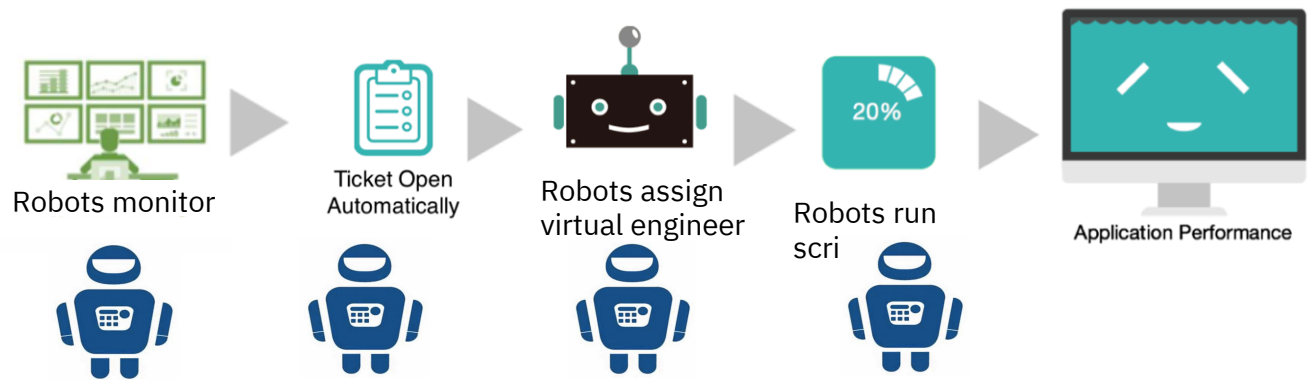 Robots monitor
Ticket Open
Automatically
Robots assign
virtual engineer
20%
Robots run
scri
Application Performance